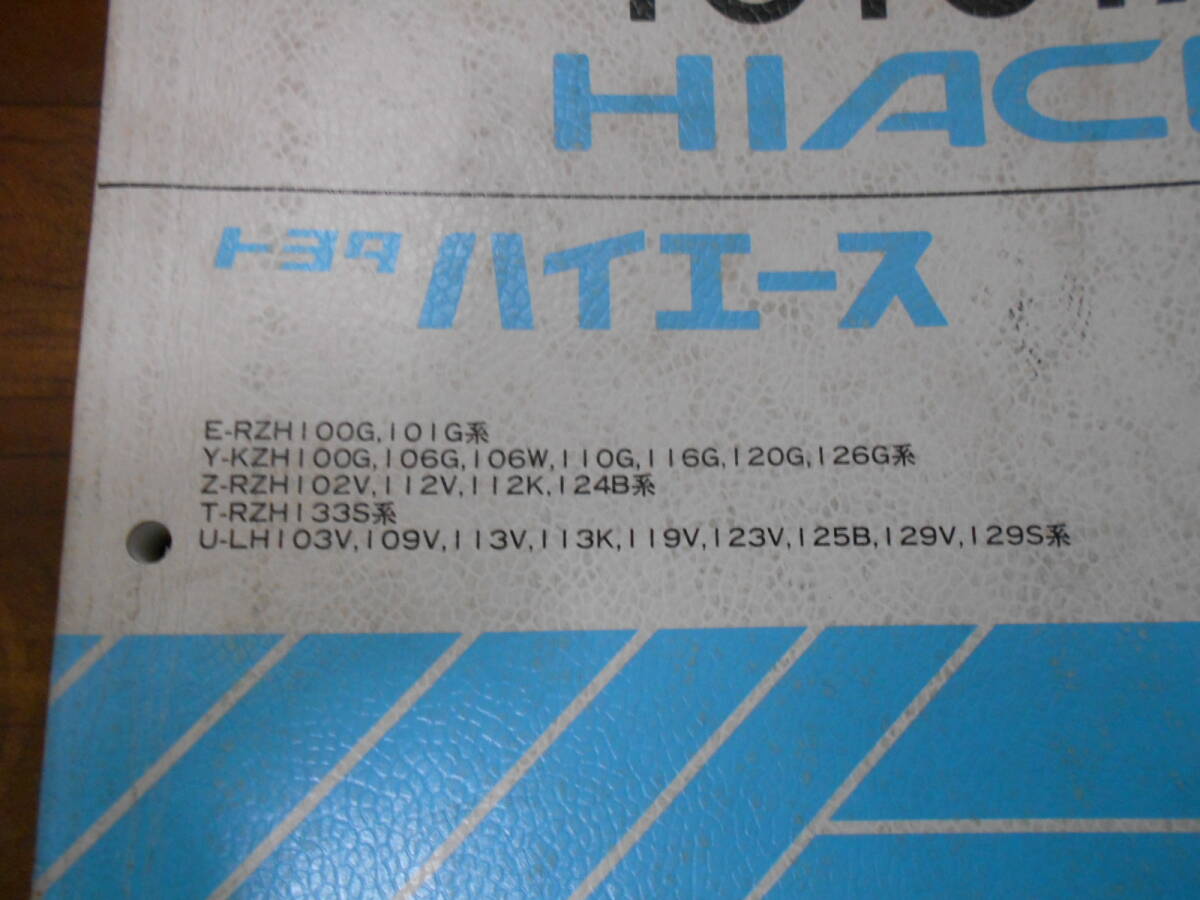 トヨタ ハイエース
E-RZH100G,101G系
Y-KZH100G,106G,106W,110G,116G,120G,126G系
Z-RZH102V,112V,112K,124B系
T-RZH133S系
U-LH103V,109V,113V,113K,119V,123V,125B,129V,129S系